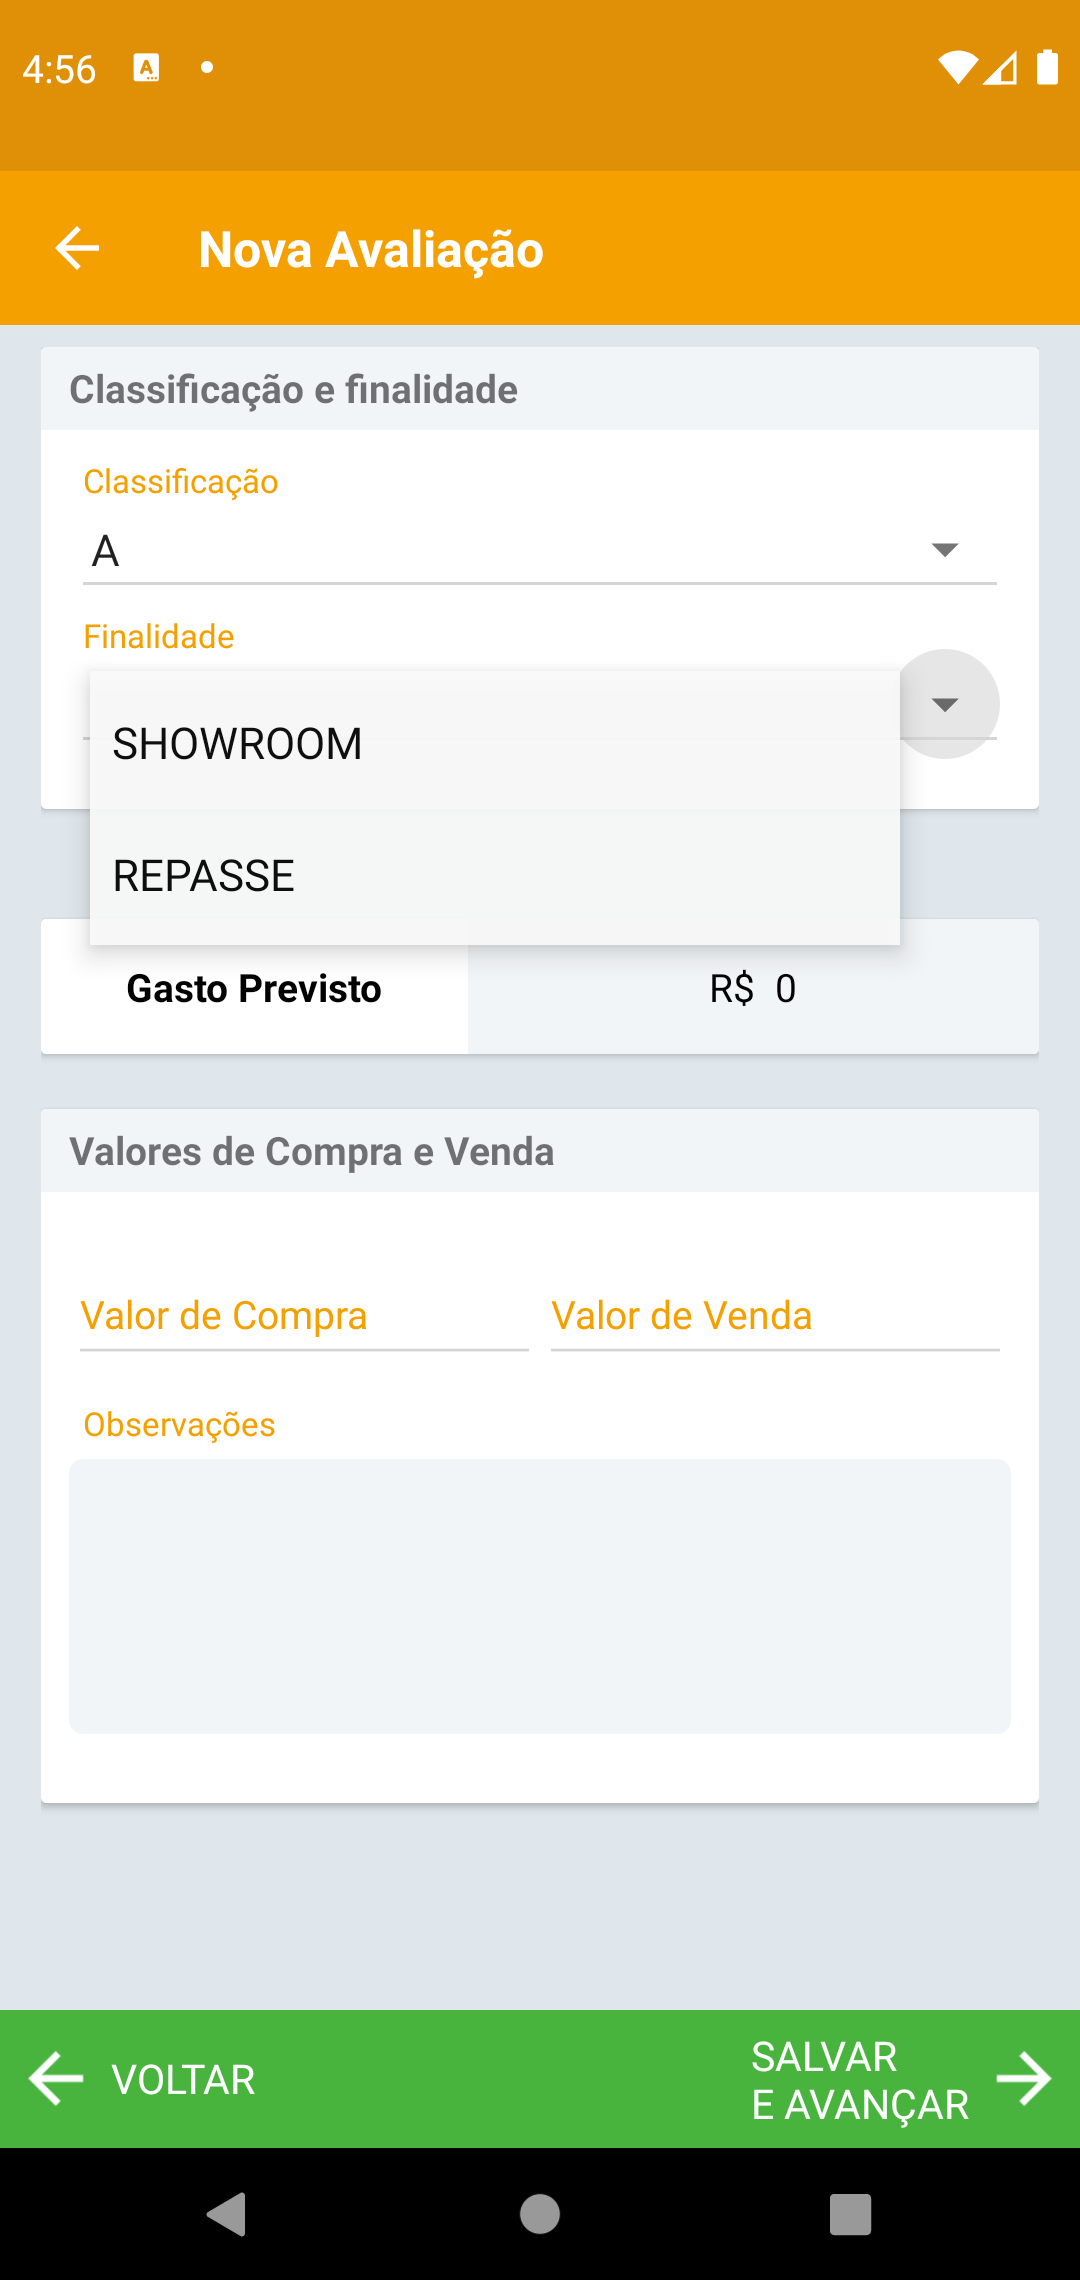 4:56
Nova Avaliação
Classificação e finalidade
Classificação
A
Finalidade
SHOWROOM
REPASSE
Gasto Previsto
R$ 0
Valores de Compra e Venda
Valor de Compra
Valor de Venda
Observações
VOLTAR
SALVAR
E AVANÇAR